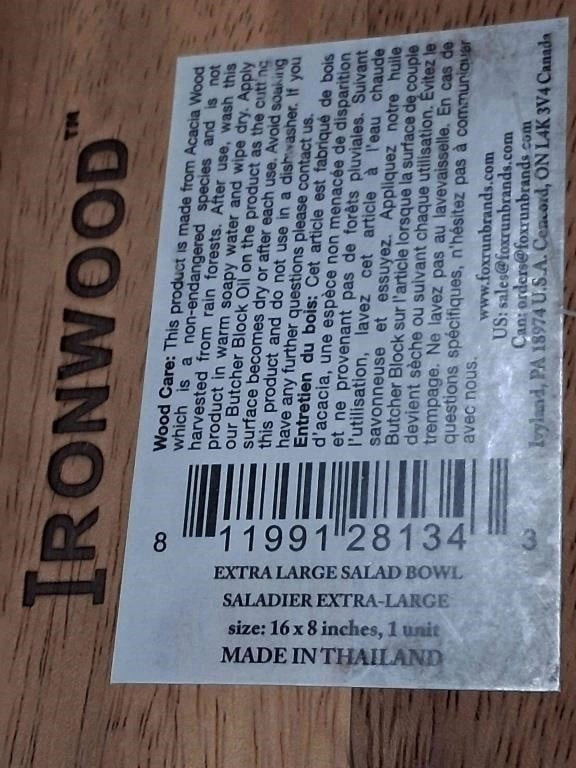 IRONWOOD™
Wood Care: This product is made from Acacia Wood
which is a non-endangered species and is not
harvested from rain forests. After use, wash this
product in warm soapy water and wipe dry. Apply
our Butcher Block Oil on the product as the cutting
surface becomes dry or after each use. Avoid soaking
this product and do not use in a dishwasher. If you
have any further questions please contact us.
Entretien du bois: Cet article est fabriqué de bois
d'acacia, une espèce non menacée de disparition
et ne provenant pas de forêts pluviales. Suivant
l'utilisation, lavez cet article à l'eau chaude
savonneuse et essuyez. Appliquez notre huile
Butcher Block sur l'article lorsque la surface de couple
devient sèche ou suivant chaque utilisation. Évitez le
trempage. Ne lavez pas au lavevaisselle. En cas de
questions spécifiques, n'hésitez pas à communiquer
avec nous.
www.foxrunbrands.com
US: sales@foxrunbrands.com
Can: orders@foxrunbrands.com
Ivyland, PA 18974 U.S.A. Concord, ON L4K 3V4 Canada
8 11991 28134 3
EXTRA LARGE SALAD BOWL
SALADIER EXTRA-LARGE
size: 16 x 8 inches, 1 unit
MADE IN THAILAND